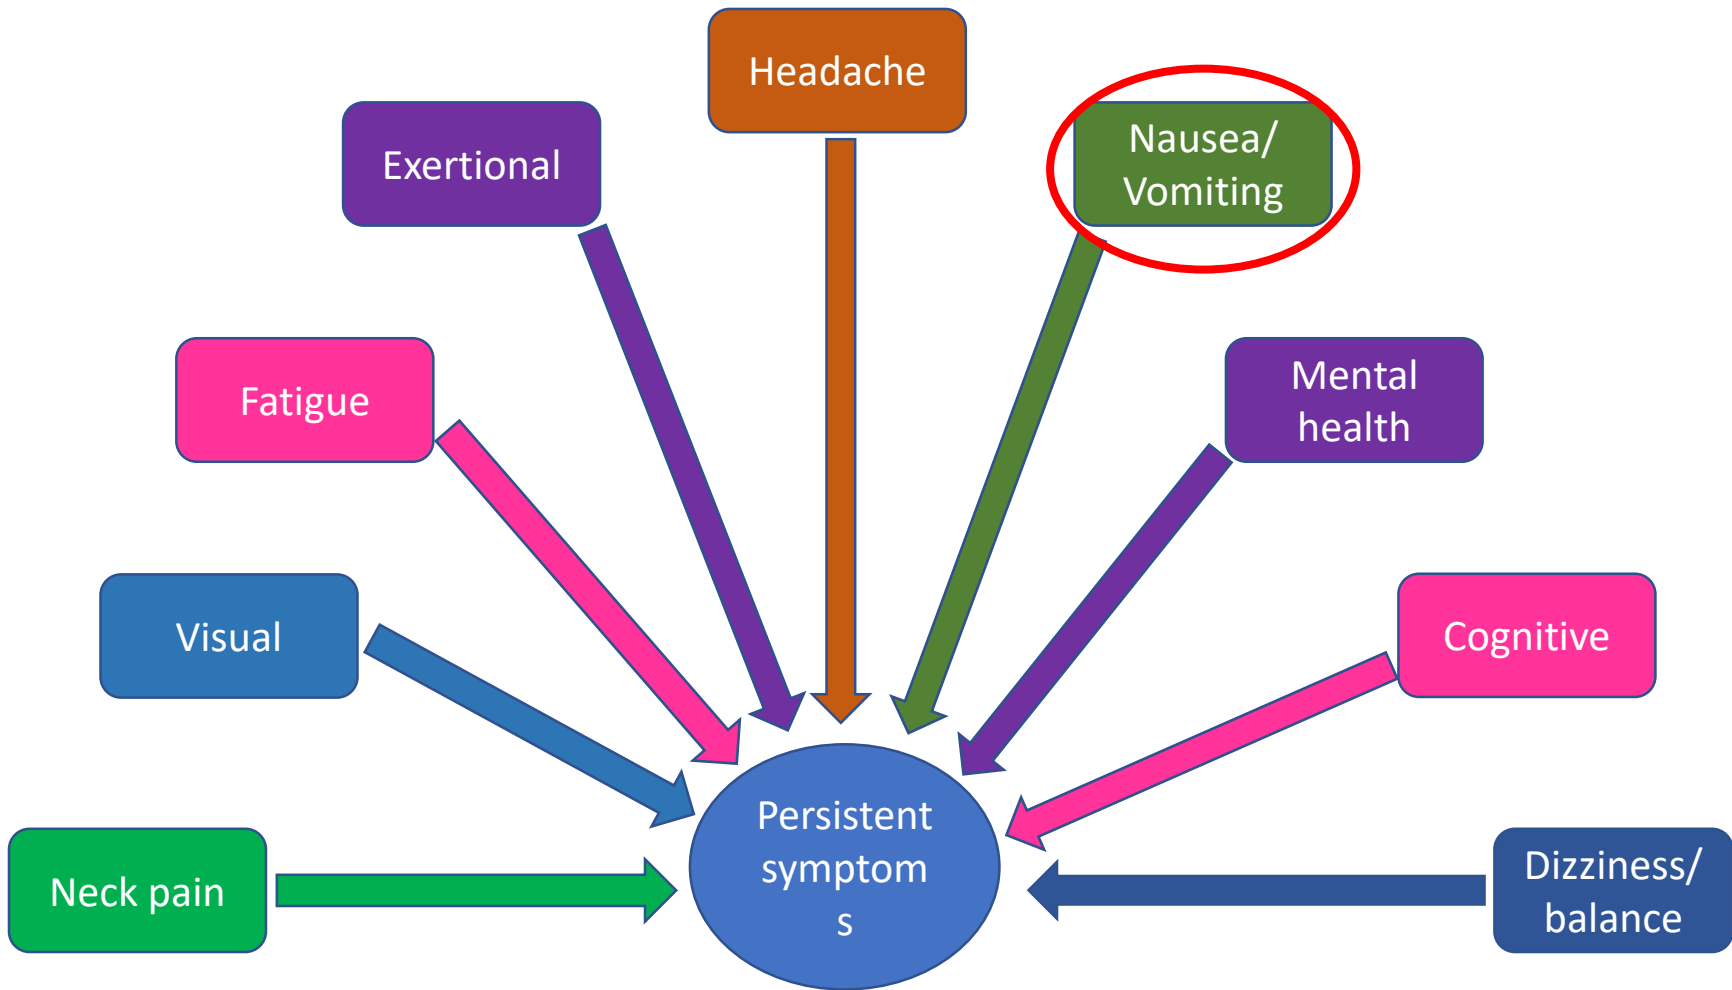 Headache
Exertional
Nausea/
Vomiting
Fatigue
Mental
health
Visual
Cognitive
Neck pain
Persistent
symptom
s
Dizziness/
balance